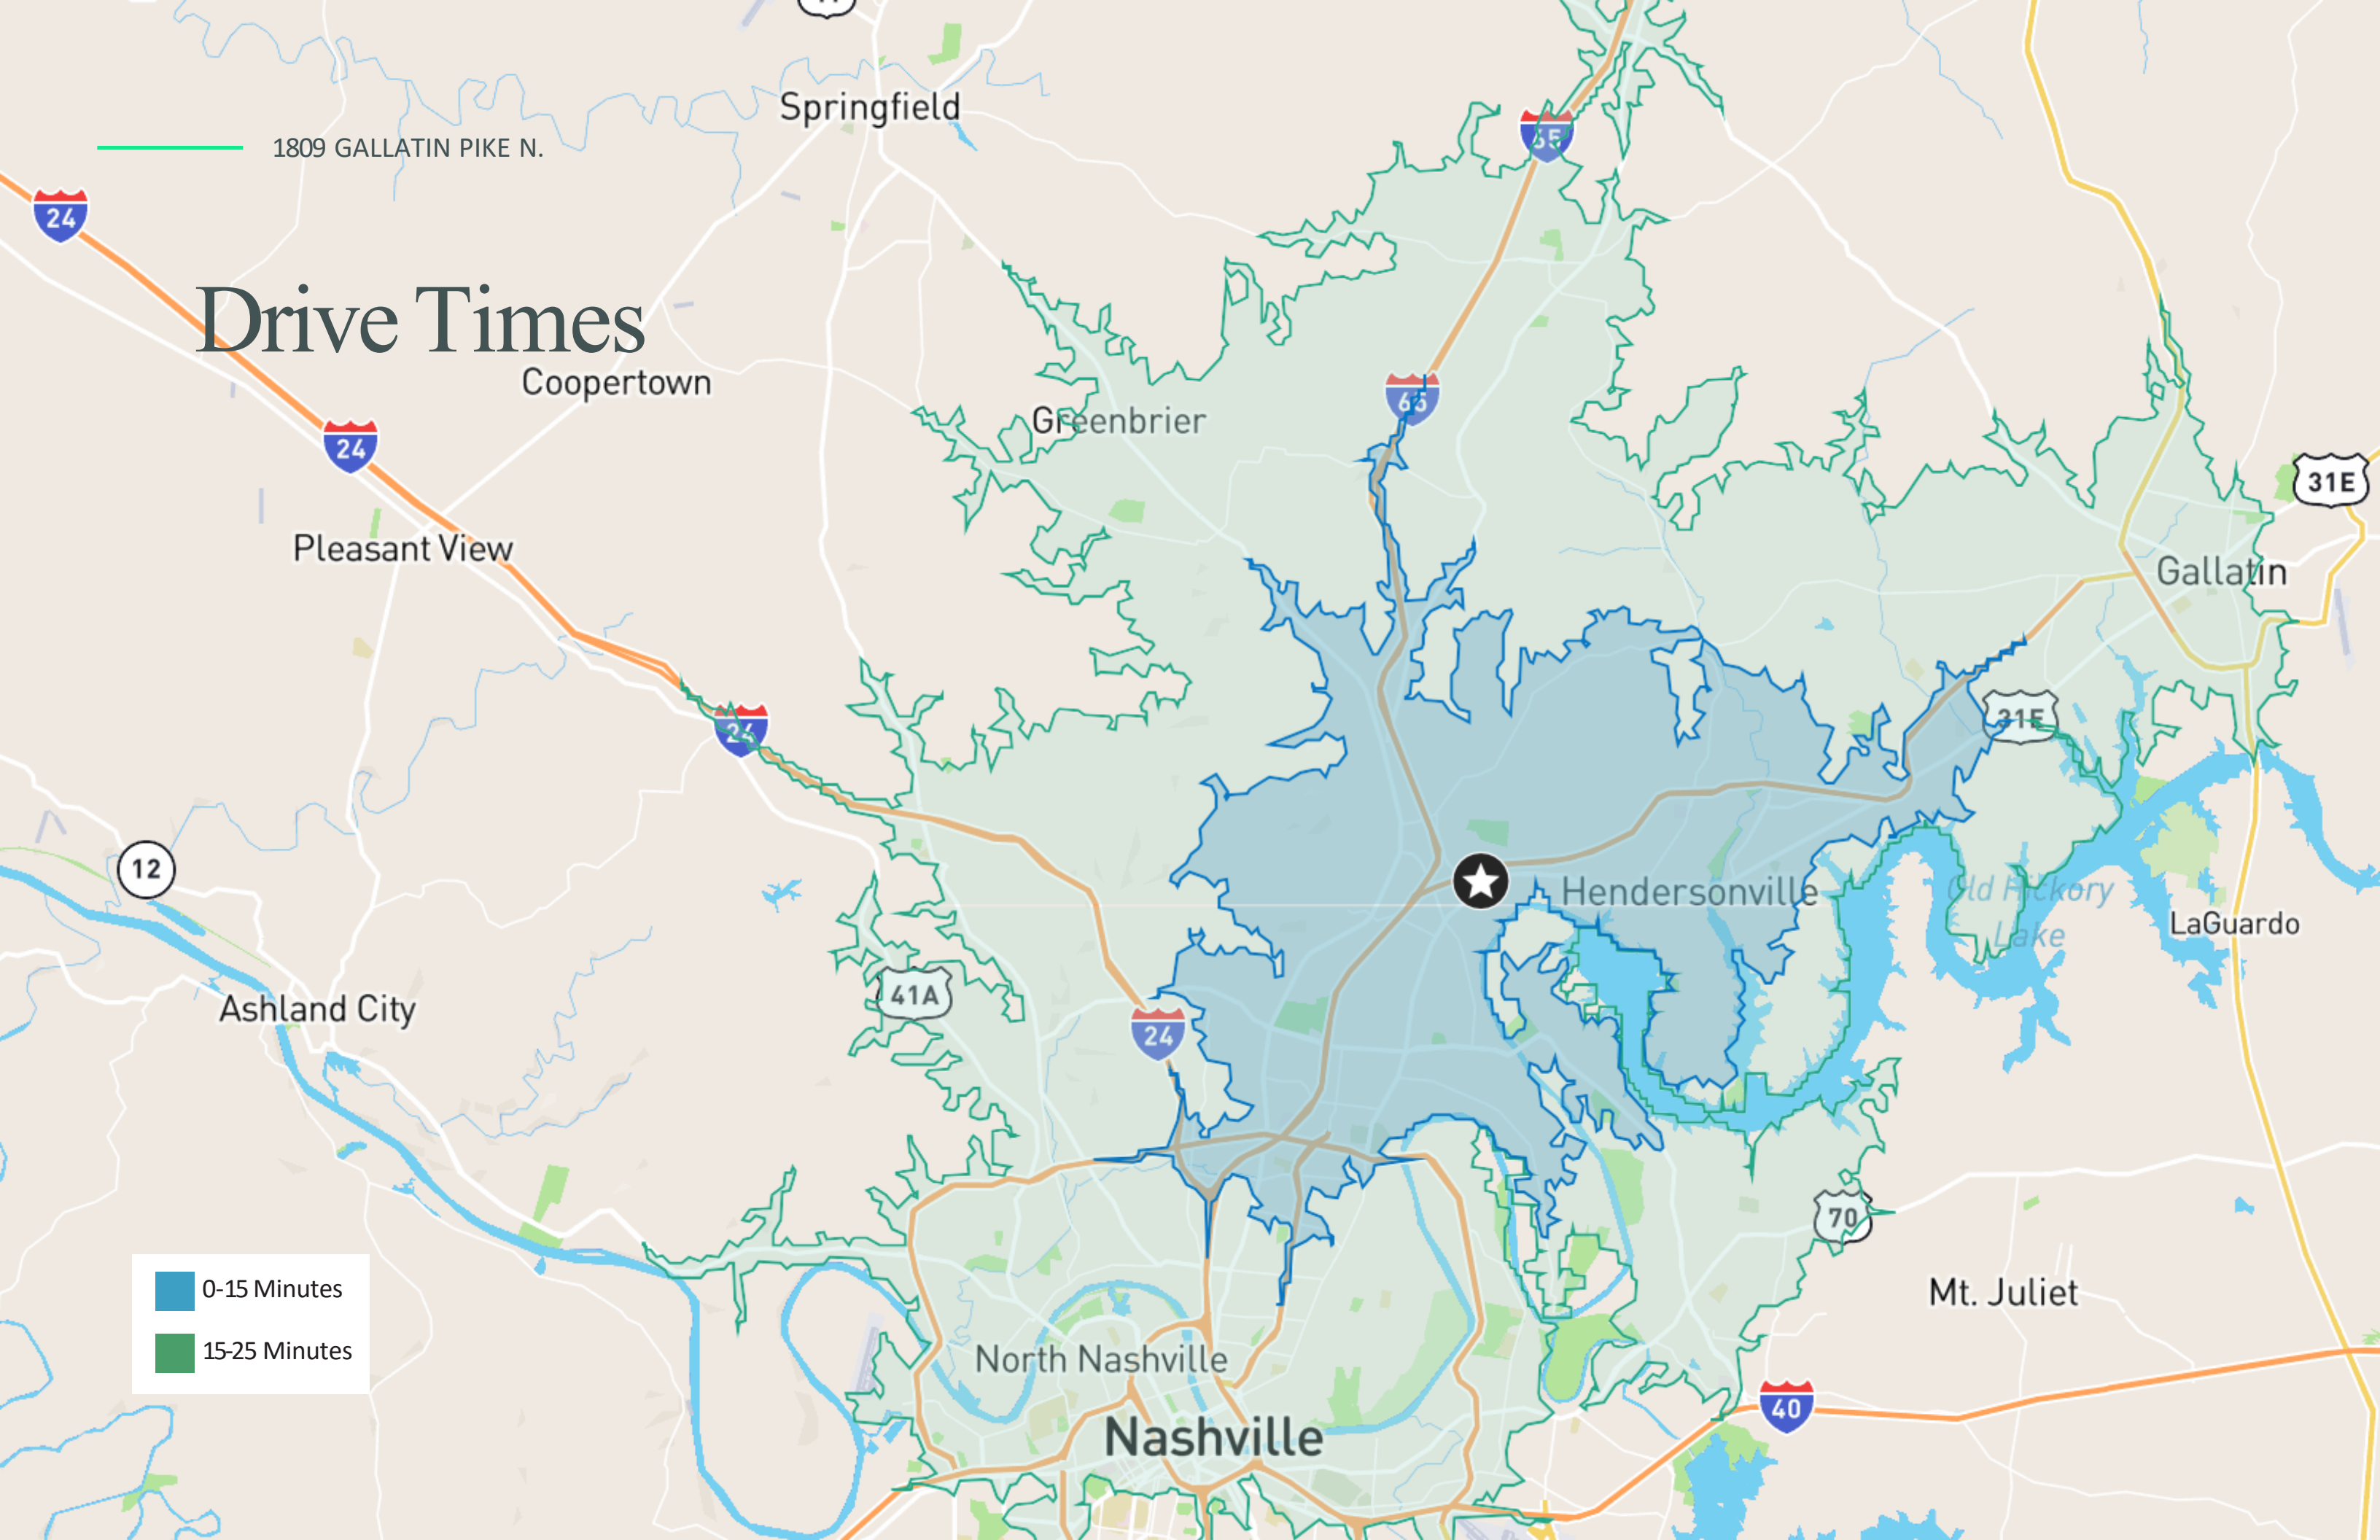 Springfield
65
1809 GALLATIN PIKE N.
24
Drive Times
Coopertown
65
Greenbrier
24
31E
Pleasant View
Gallatin
24
31E
12
Hendersonville
Old Hickory
Lake
LaGuardo
41A
Ashland City
24
70
0-15 Minutes
Mt. Juliet
15-25 Minutes
North Nashville
40
Nashville